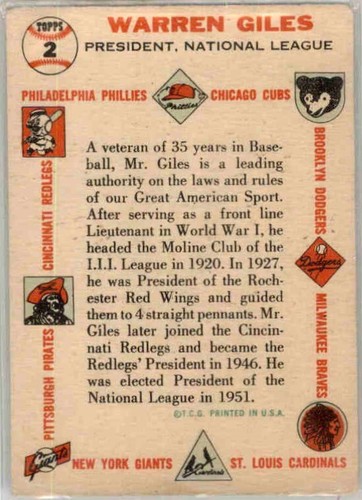 TOPPS
2
WARREN GILES
PRESIDENT, NATIONAL LEAGUE
PHILADELPHIA PHILLIES
Phillies
CHICAGO CUBS
BROOKLYN DODGERS
Dodgers
MILWAUKEE BRAVES
CINCINNATI REDLEGS
PITTSBURGH PIRATES
A veteran of 35 years in Base-
ball, Mr. Giles is a leading
authority on the laws and rules
of our Great American Sport.
After serving as a front line
Lieutenant in World War I, he
headed the Moline Club of the
I.I.I. League in 1920. In 1927,
he was President of the Roch-
ester Red Wings and guided
them to 4 straight pennants. Mr.
Giles later joined the Cincin-
nati Redlegs and became the
Redlegs' President in 1946. He
was elected President of the
National League in 1951.
©T.C.G. PRINTED IN U.S.A.
Giants
NEW YORK GIANTS
Cardinals
ST. LOUIS CARDINALS